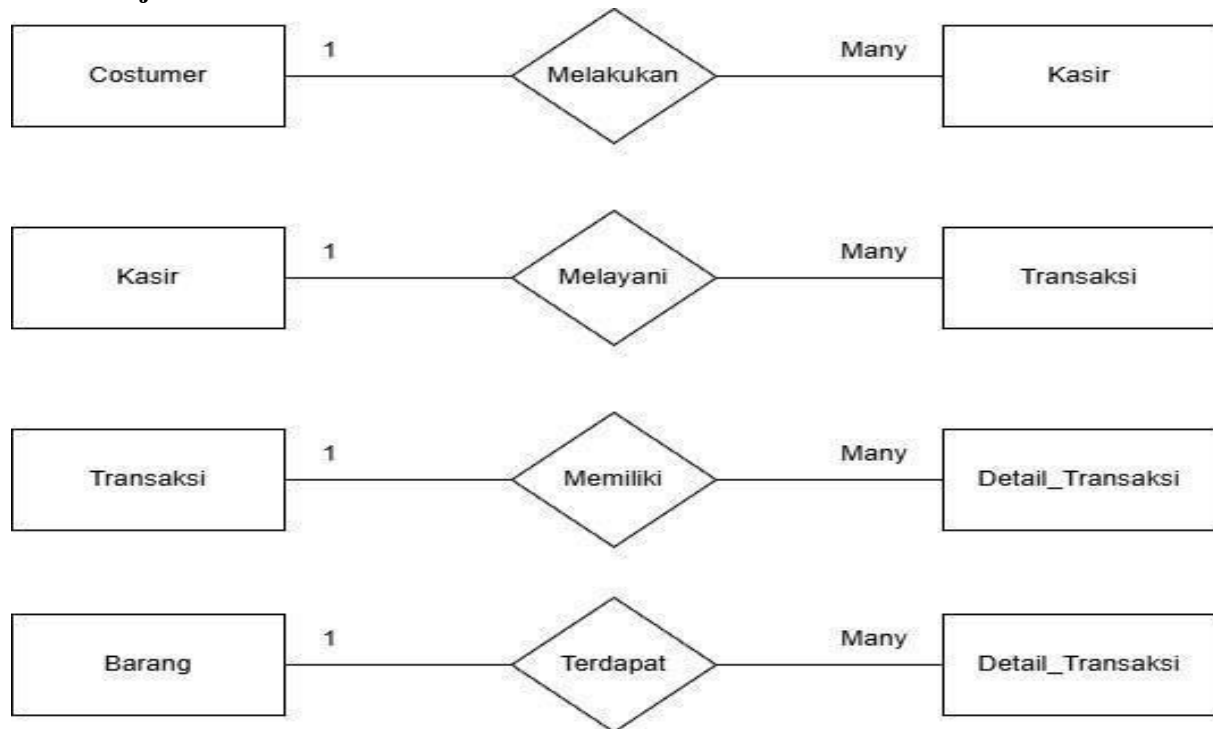 1 Many
Costumer Melakukan Kasir
1 Many
Kasir Melayani Transaksi
1 Many
Transaksi Memiliki Detail_Transaksi
1 Many
Barang Terdapat Detail_Transaksi